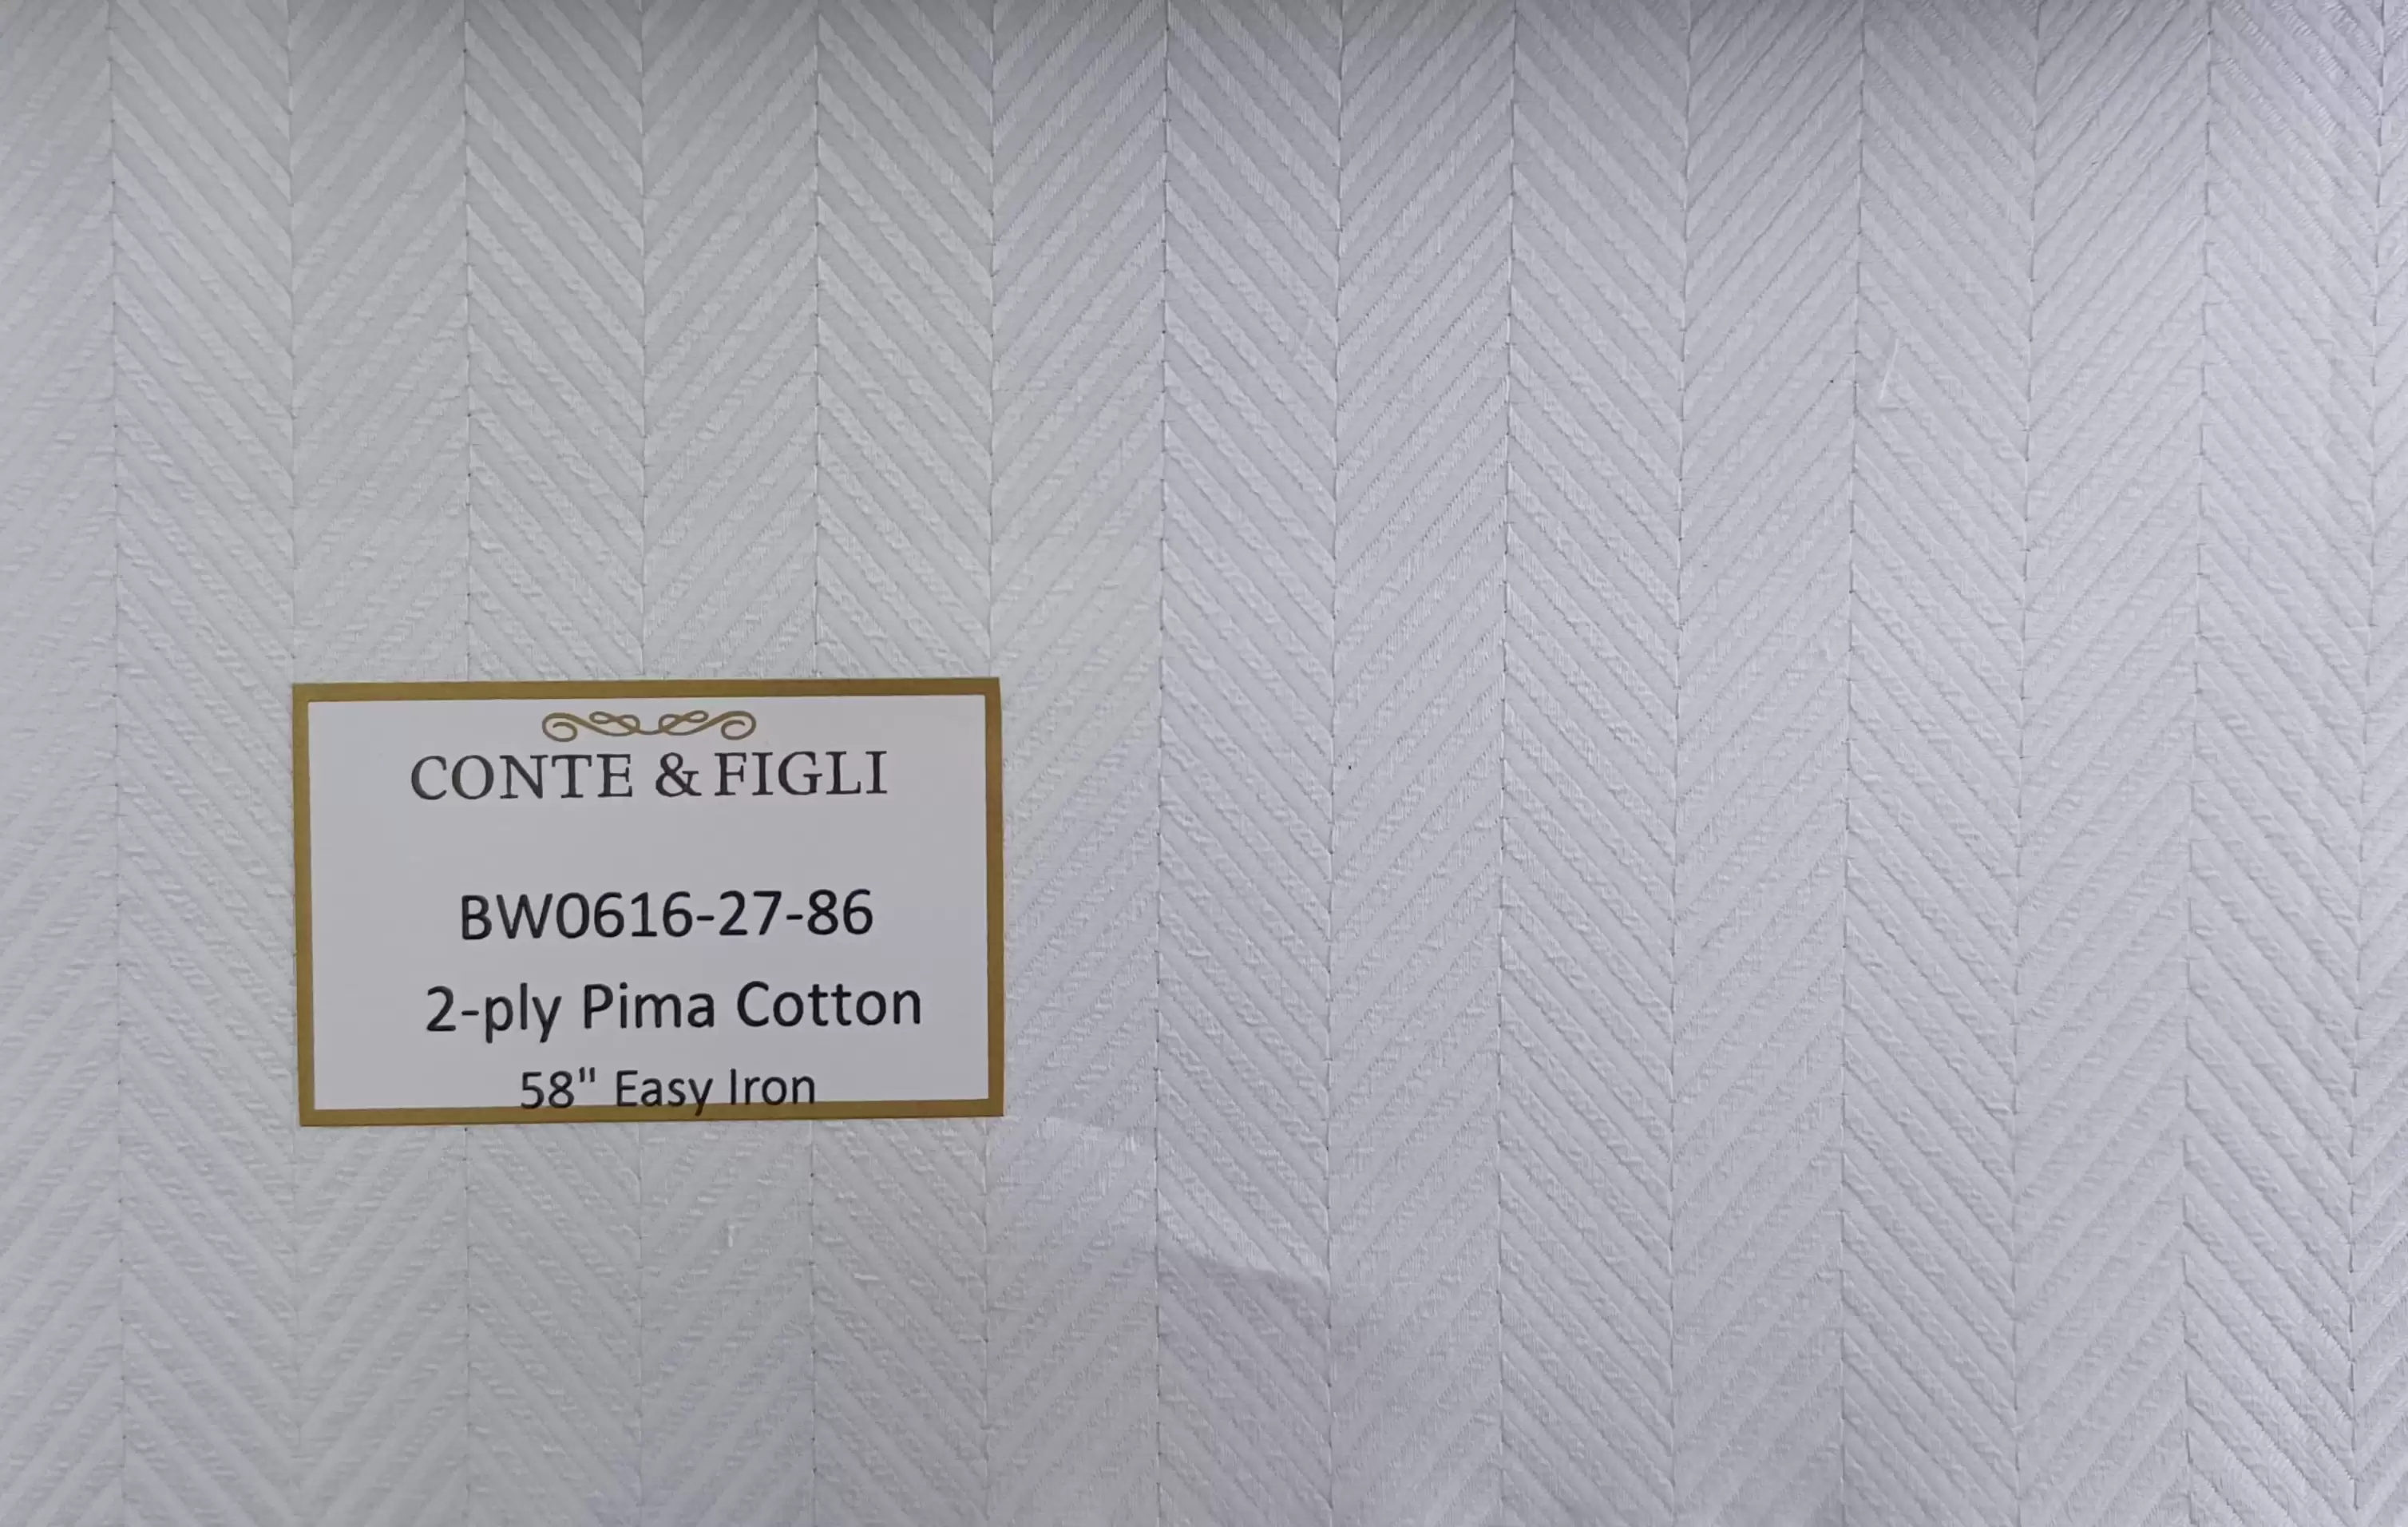 CONTE & FIGLI
BW0616-27-86
2-ply Pima Cotton
58" Easy Iron